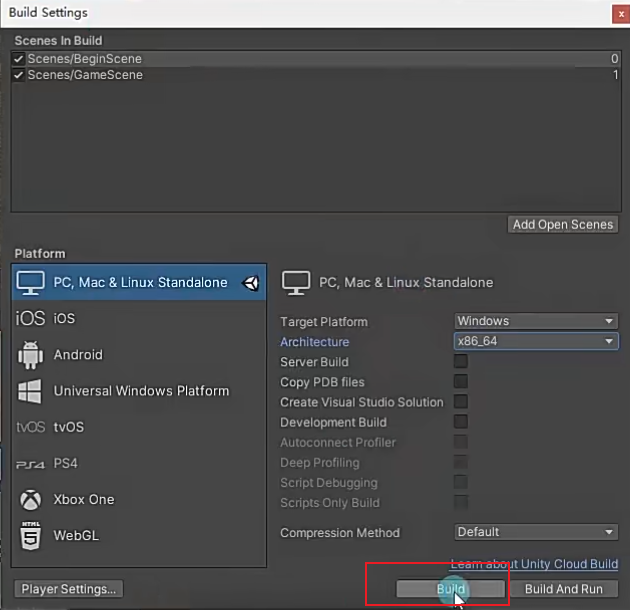 Build Settings
x
Scenes In Build
Scenes/BeginScene 0
Scenes/GameScene 1
Add Open Scenes
Platform
PC, Mac & Linux Standalone
iOS iOS
Android
Universal Windows Platform
tvOS tvOS
PS4 PS4
Xbox One
HTML 5 WebGL
PC, Mac & Linux Standalone
Target Platform Windows
Architecture x86_64
Server Build
Copy PDB files
Create Visual Studio Solution
Development Build
Autoconnect Profiler
Deep Profiling
Script Debugging
Scripts Only Build
Compression Method Default
Learn about Unity Cloud Build
Player Settings... Build Build And Run